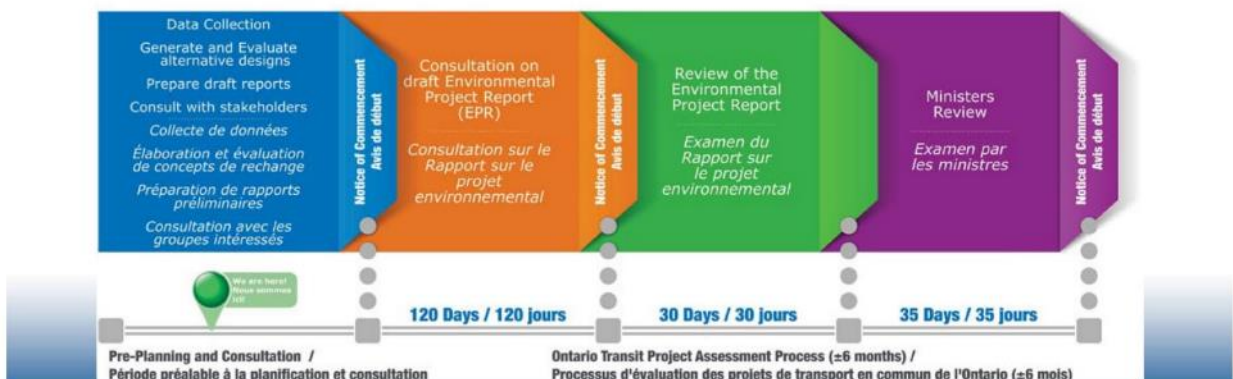 Data Collection
Generate and Evaluate
alternative designs
Prepare draft reports
Consult with stakeholders
Collecte de données
Élaboration et évaluation
de concepts de rechange
Préparation de rapports
préliminaires
Consultation avec les
groupes intéressés
Notice of Commencement
Avis de début
Consultation on
draft Environmental
Project Report
(EPR)
Consultation sur le
Rapport sur le
projet
environnemental
Notice of Commencement
Avis de début
Review of the
Environmental
Project Report
Examen du
Rapport sur
le projet
environnemental
Ministers
Review
Examen par
les ministres
Notice of Commencement
Avis de début
We are here!
Nous sommes
ici!
120 Days / 120 jours
30 Days / 30 jours
35 Days / 35 jours
Pre-Planning and Consultation /
Période préalable à la planification et consultation
Ontario Transit Project Assessment Process (±6 months) /
Processus d'évaluation des projets de transport en commun de l'Ontario (±6 mois)